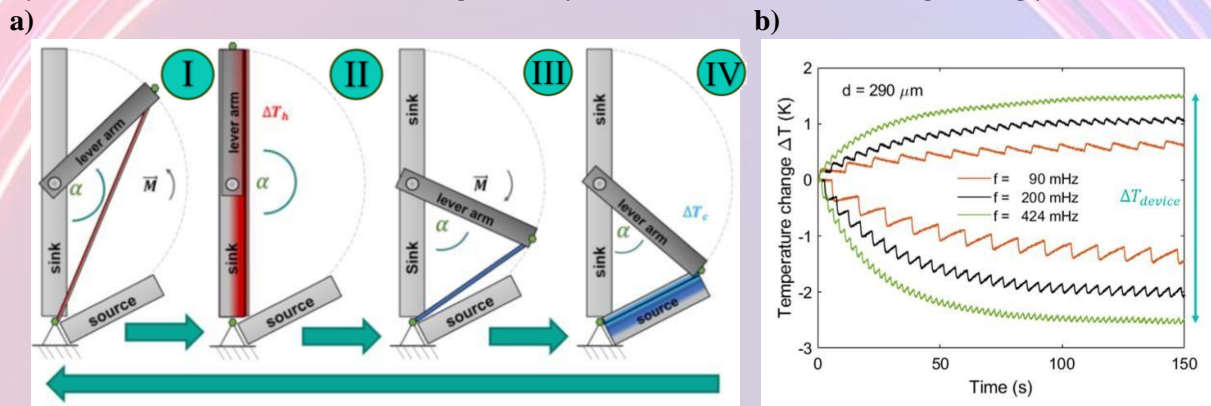 a)
b)
I
II
III
IV
sink
lever arm
α
M
sink
source
lever arm
ΔT_h
α
sink
source
sink
lever arm
α
M
ΔT_c
sink
source
sink
lever arm
α
sink
source
Temperature change Δ T (K)
2
1
0
-1
-2
-3
d = 290 μm
f = 90 mHz
f = 200 mHz
f = 424 mHz
ΔT_device
0
50
100
150
Time (s)